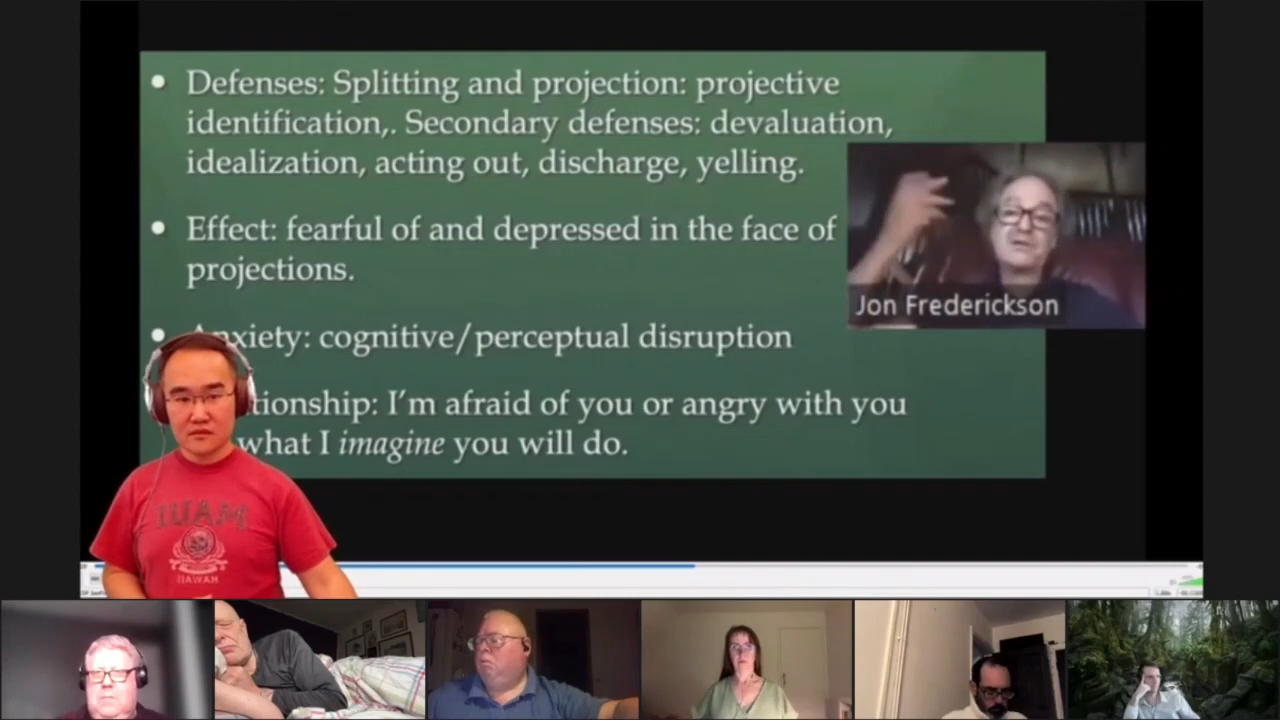 Defenses: Splitting and projection: projective
identification,. Secondary defenses: devaluation,
idealization, acting out, discharge, yelling.
Effect: fearful of and depressed in the face of
projections.
Jon Frederickson
Anxiety: cognitive/perceptual disruption
tionship: I'm afraid of you or angry with you
what I imagine you will do.
MAUI
HAWAII